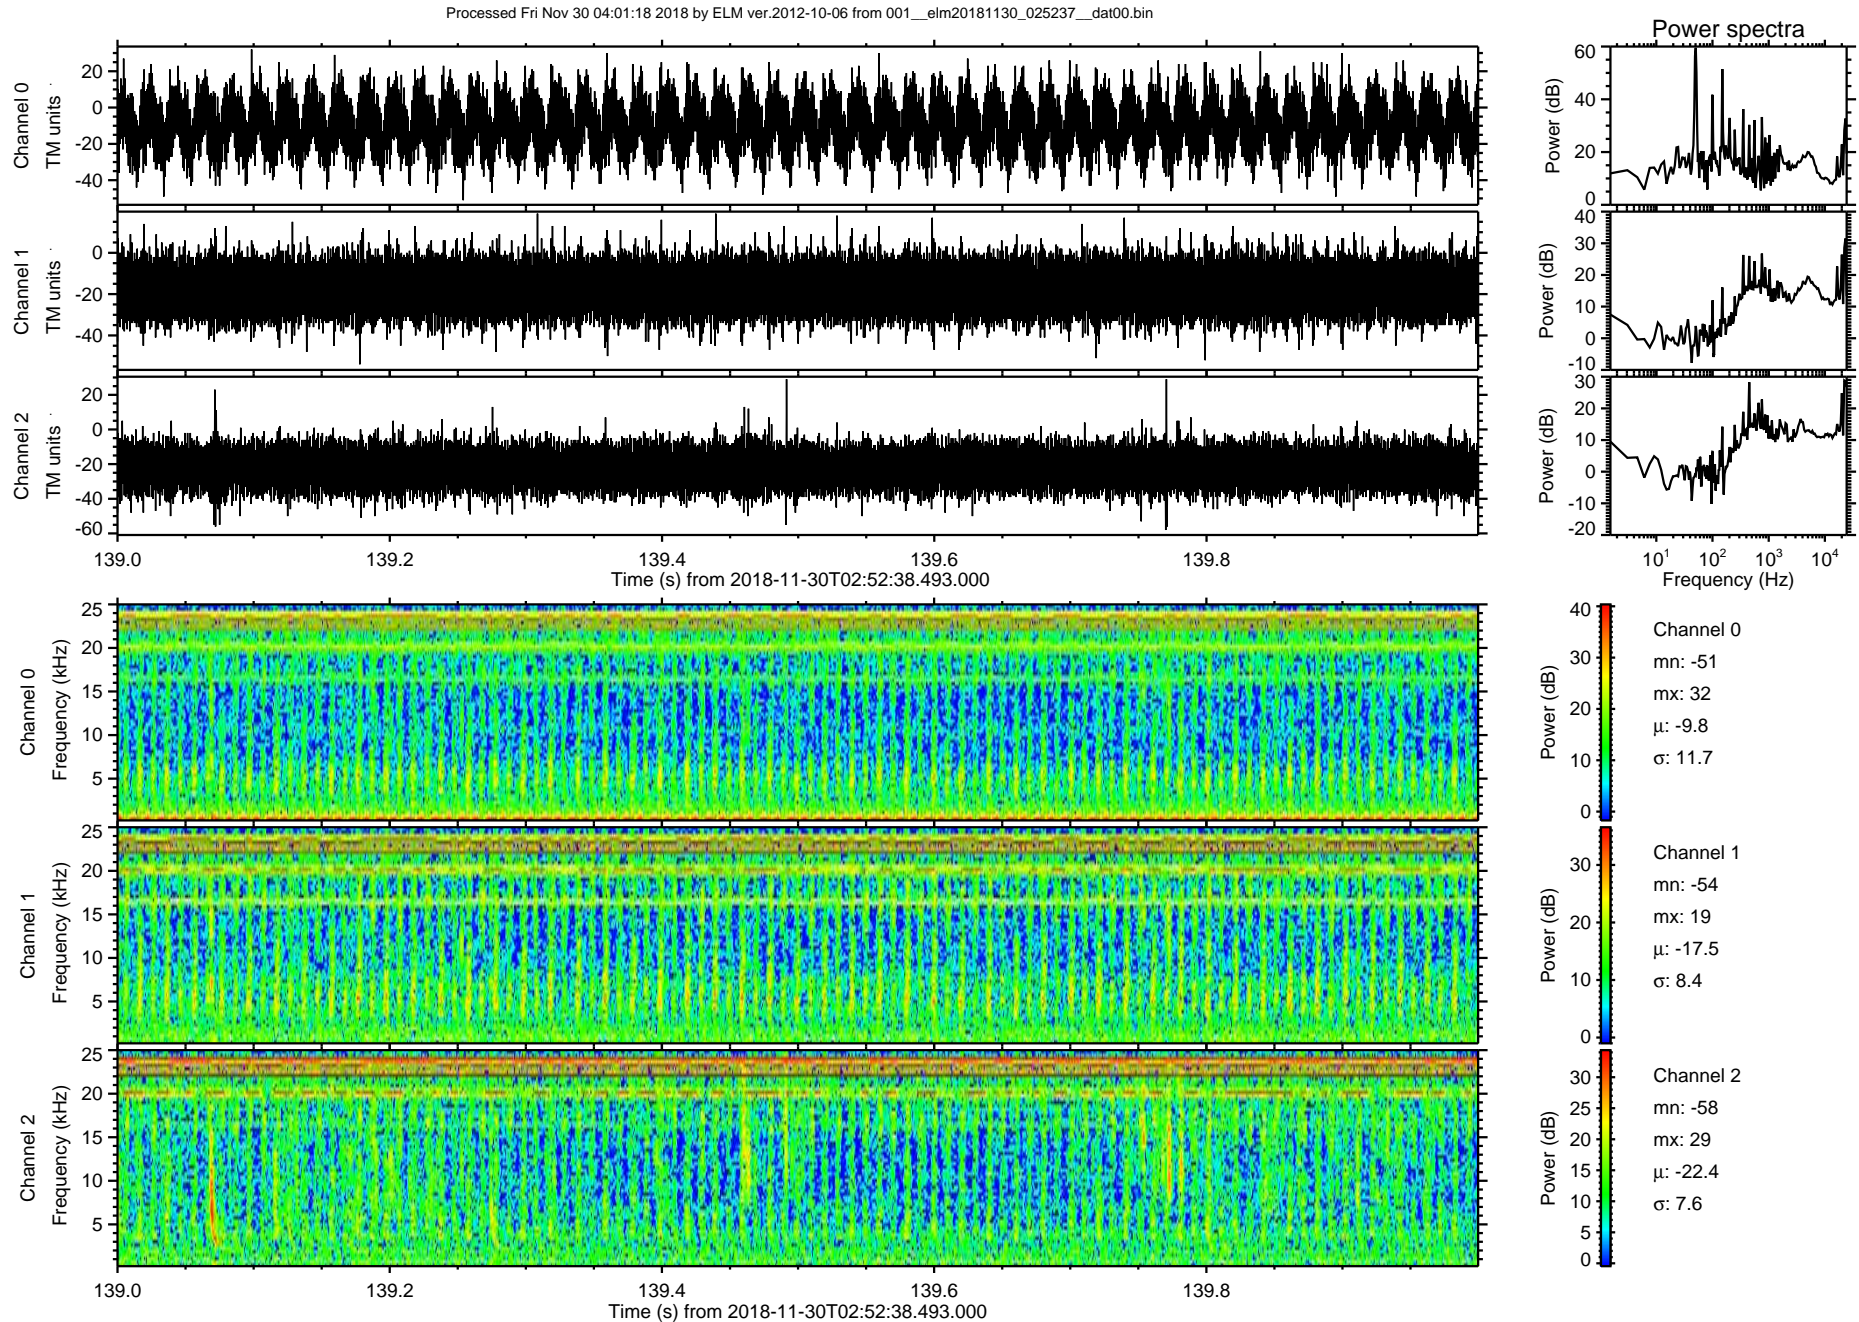 Processed Fri Nov 30 04:01:18 2018 by ELM ver.2012-10-06 from 001__elm20181130_025237__dat00.bin
Power spectra
Channel 0
TM units
20
0
-20
-40
Power (dB)
60
40
20
0
Channel 1
TM units
0
-20
-40
Power (dB)
40
30
20
10
0
-10
Channel 2
TM units
20
0
-20
-40
-60
Power (dB)
30
20
10
0
-10
-20
139.0 139.2 139.4 139.6 139.8
Time (s) from 2018-11-30T02:52:38.493.000
10¹ 10² 10³ 10⁴
Frequency (Hz)
Channel 0
Frequency (kHz)
25
20
15
10
5
Power (dB)
40
30
20
10
0
Channel 0
mn: -51
mx: 32
μ: -9.8
σ: 11.7
Channel 1
Frequency (kHz)
25
20
15
10
5
Power (dB)
30
20
10
0
Channel 1
mn: -54
mx: 19
μ: -17.5
σ: 8.4
Channel 2
Frequency (kHz)
25
20
15
10
5
Power (dB)
30
25
20
15
10
5
0
Channel 2
mn: -58
mx: 29
μ: -22.4
σ: 7.6
139.0 139.2 139.4 139.6 139.8
Time (s) from 2018-11-30T02:52:38.493.000